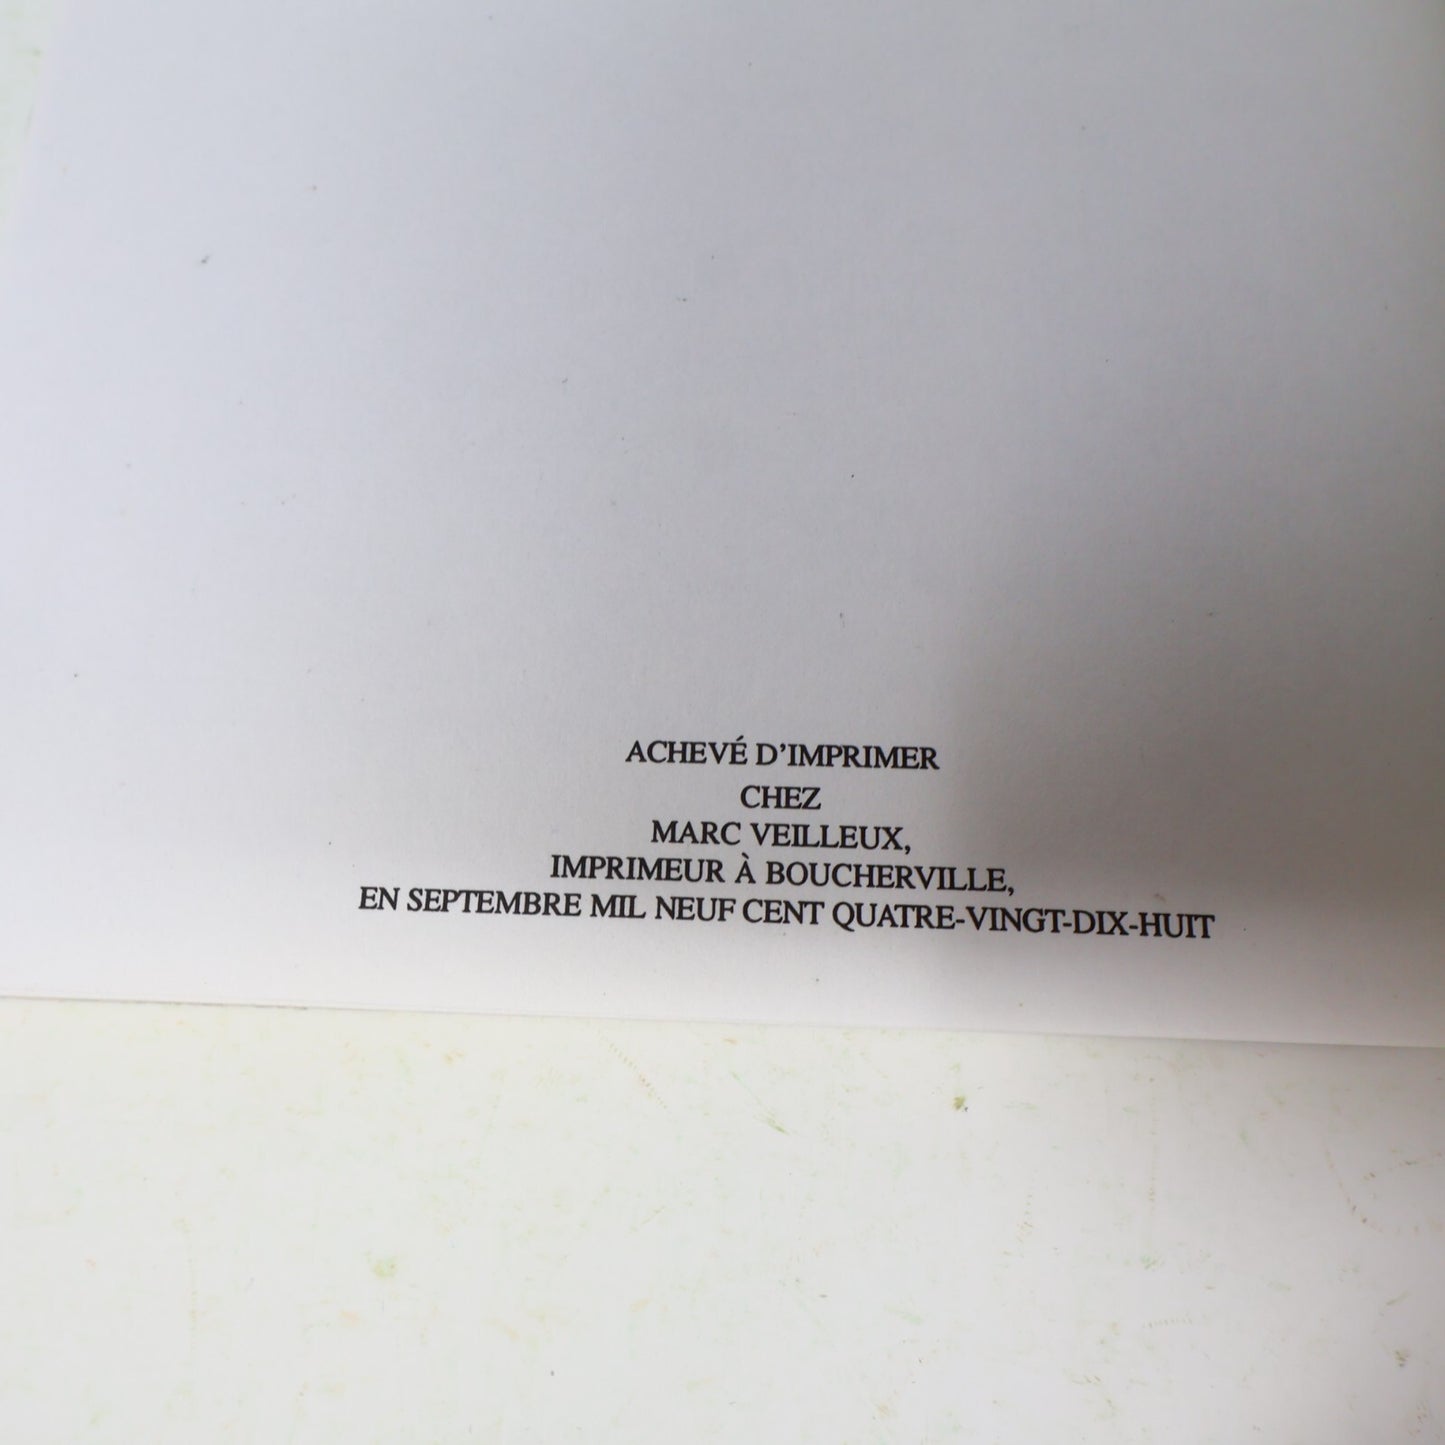 ACHEVÉ D'IMPRIMER
CHEZ
MARC VEILLEUX,
IMPRIMEUR À BOUCHERVILLE,
EN SEPTEMBRE MIL NEUF CENT QUATRE-VINGT-DIX-HUIT